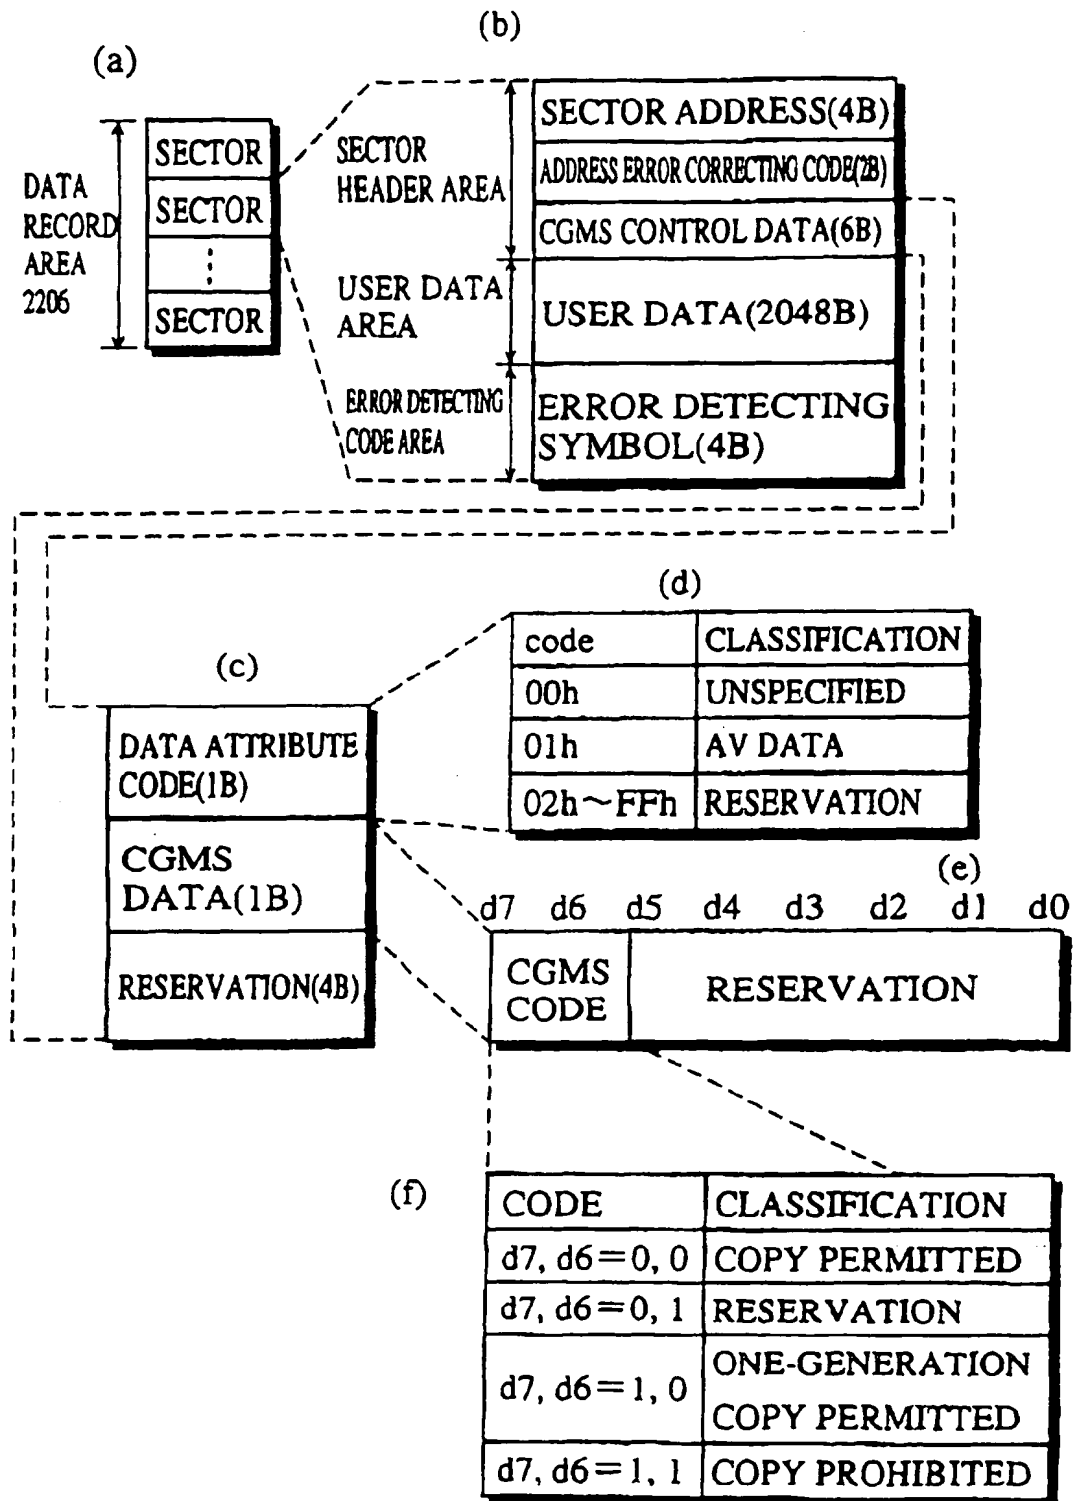 (a)
DATA
RECORD
AREA
2206
SECTOR
SECTOR
SECTOR
(b)
SECTOR
HEADER AREA
USER DATA
AREA
ERROR DETECTING
CODE AREA
SECTOR ADDRESS(4B)
ADDRESS ERROR CORRECTING CODE(2B)
CGMS CONTROL DATA(6B)
USER DATA(2048B)
ERROR DETECTING
SYMBOL(4B)
(c)
DATA ATTRIBUTE
CODE(1B)
CGMS
DATA(1B)
RESERVATION(4B)
(d)
code CLASSIFICATION
00h UNSPECIFIED
01h AV DATA
02h~FFh RESERVATION
(e)
d7 d6 d5 d4 d3 d2 d1 d0
CGMS
CODE
RESERVATION
(f)
CODE CLASSIFICATION
d7, d6=0, 0 COPY PERMITTED
d7, d6=0, 1 RESERVATION
d7, d6=1, 0 ONE-GENERATION
COPY PERMITTED
d7, d6=1, 1 COPY PROHIBITED